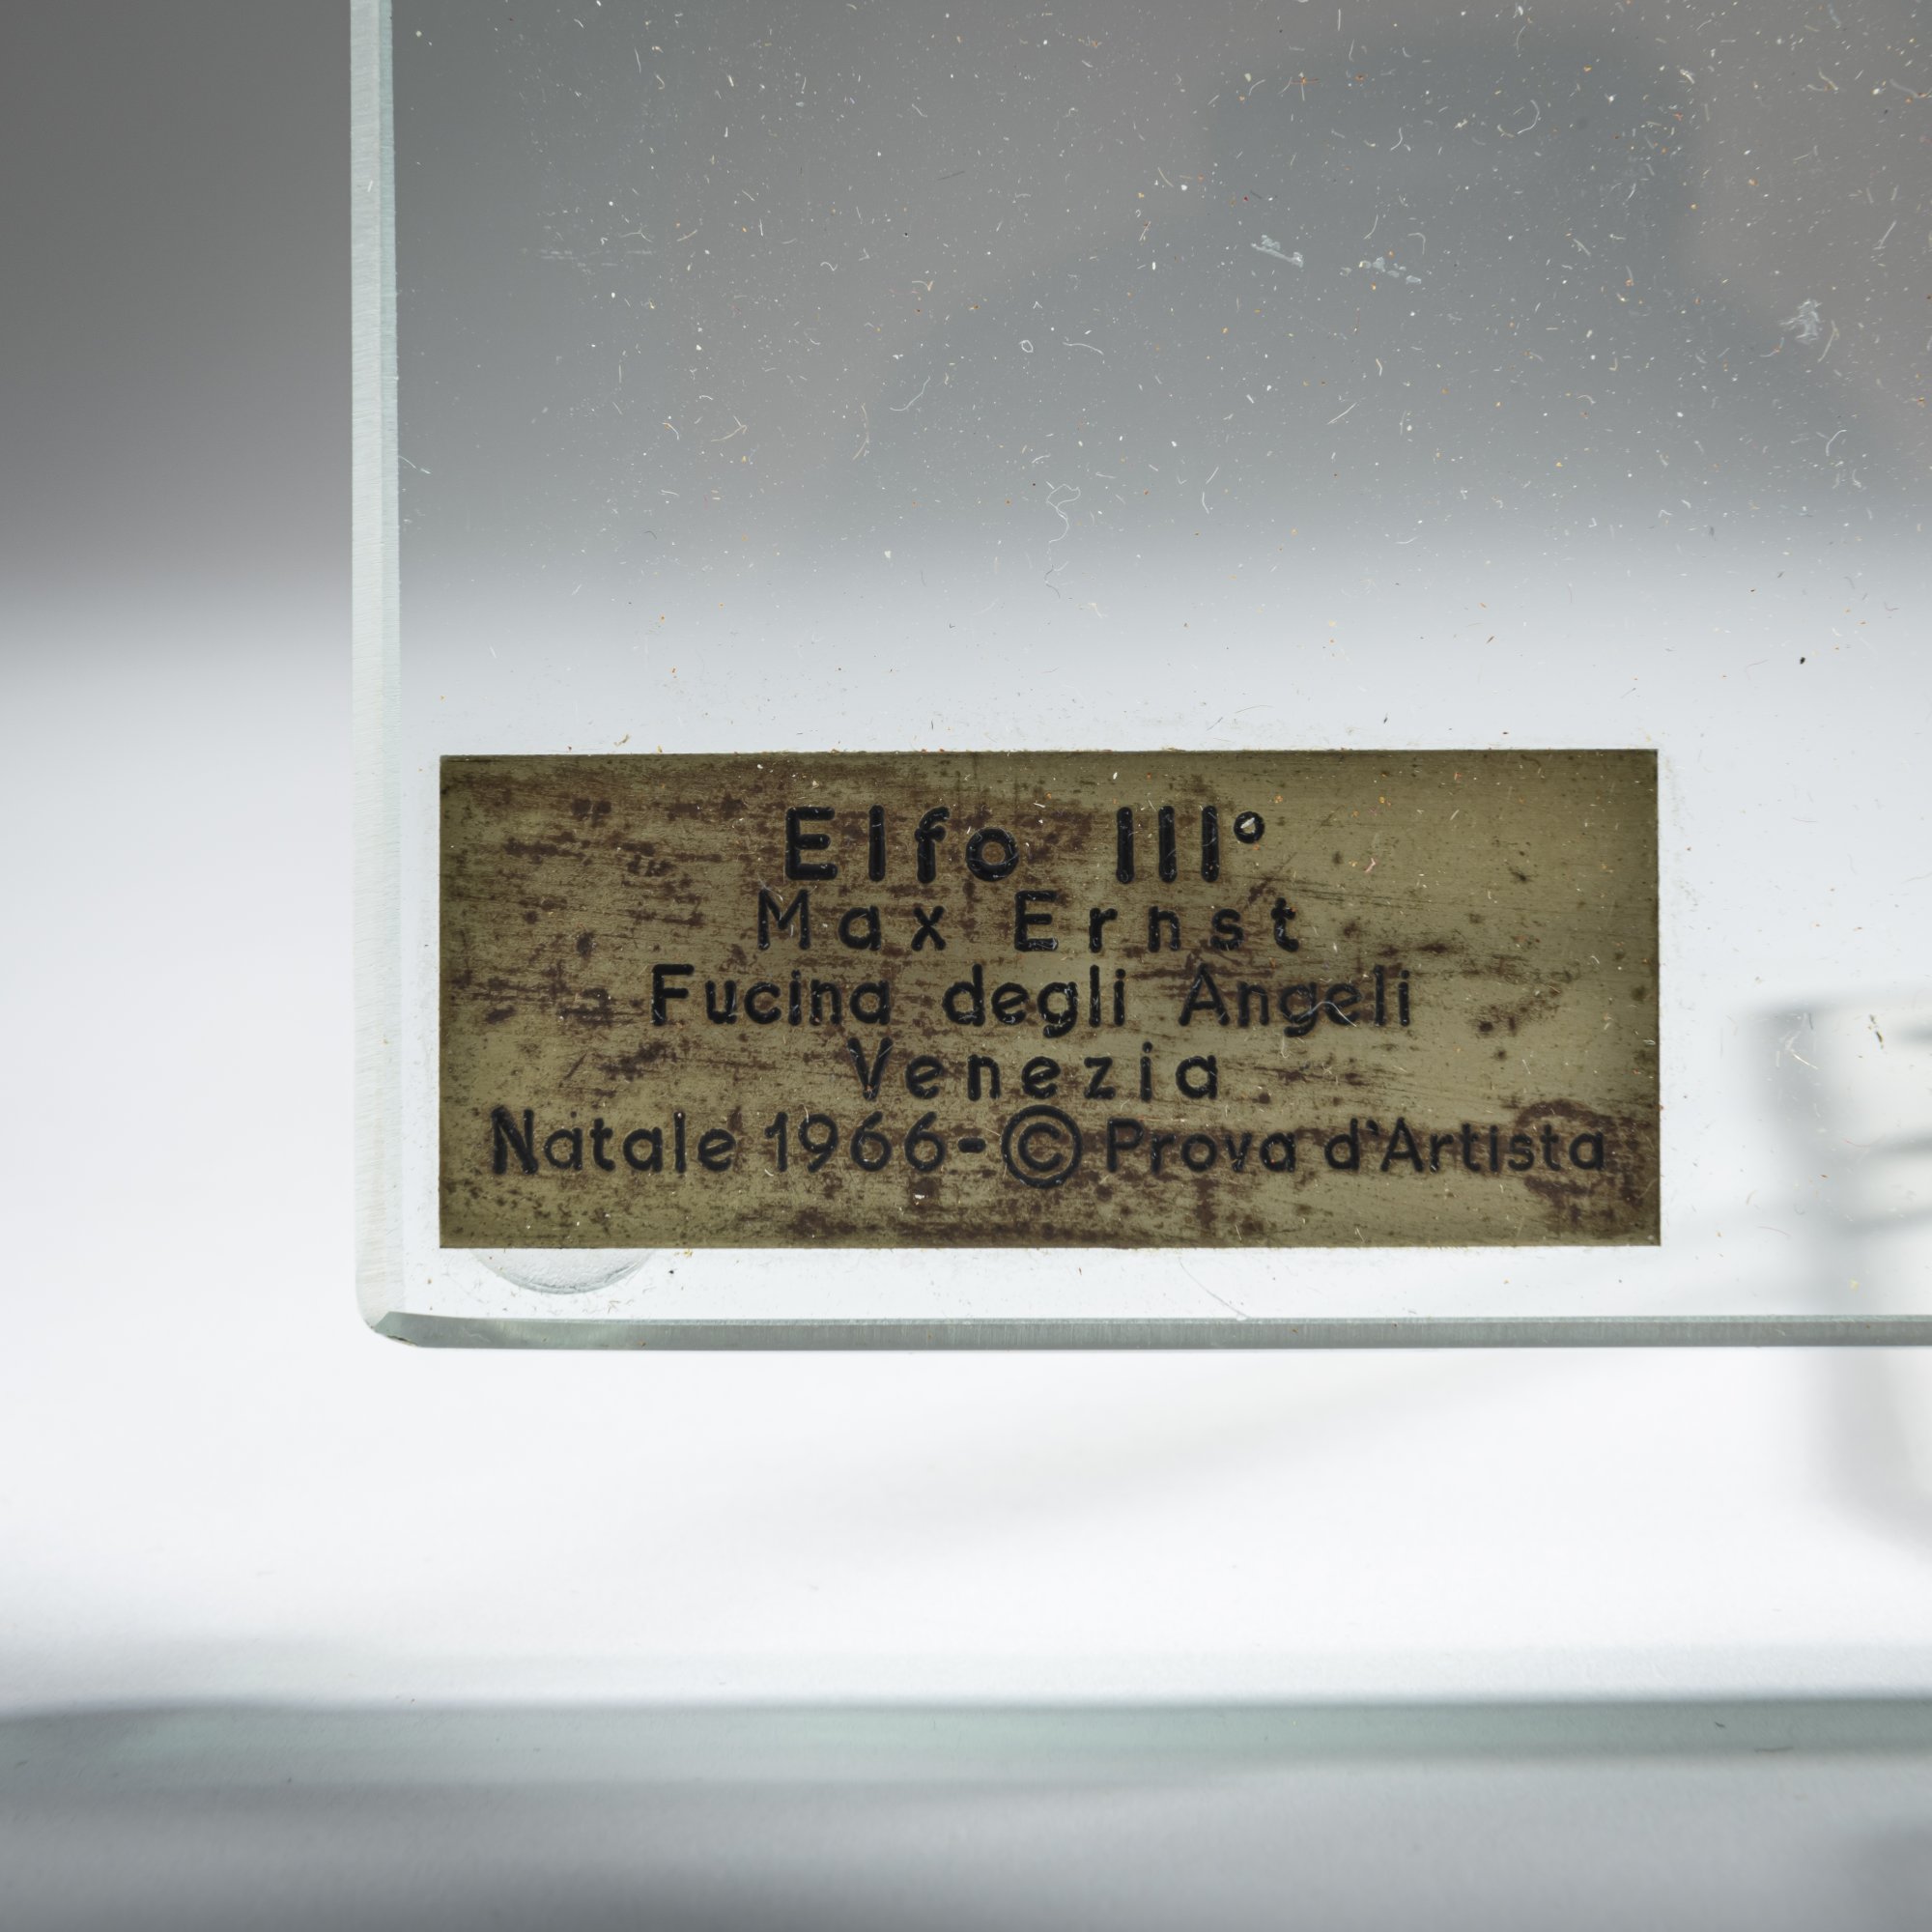 Elfo III°
Max Ernst
Fucina degli Angeli
Venezia
Natale 1966-© Prova d'Artista